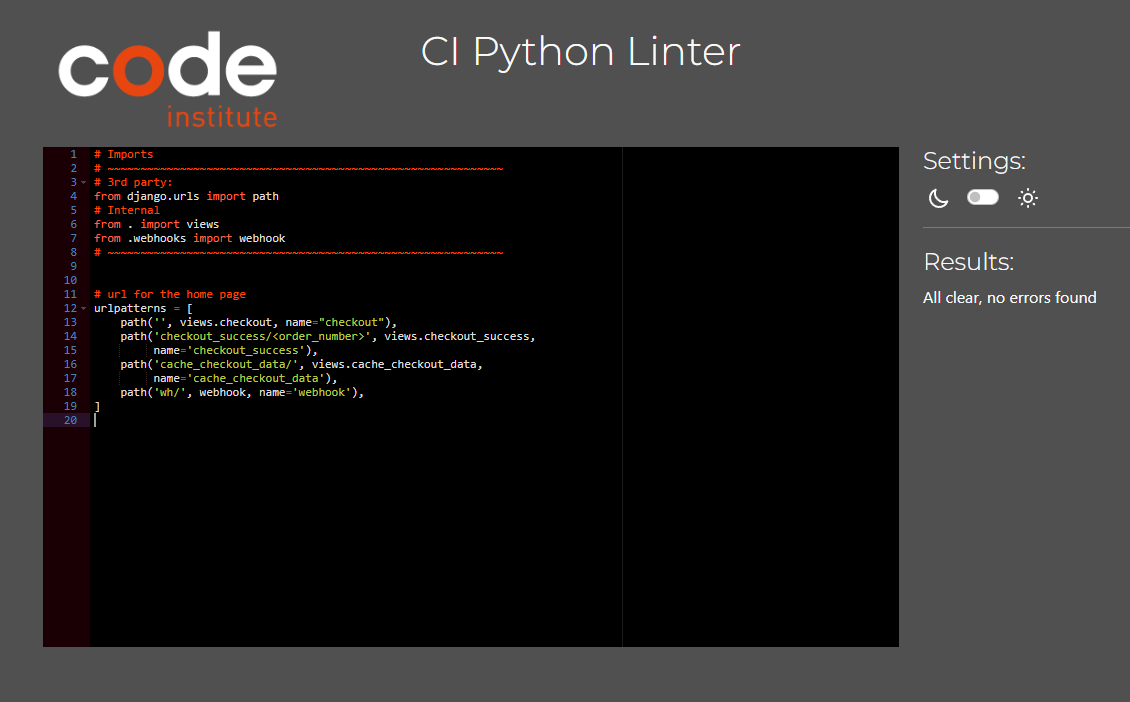 code
institute
CI Python Linter
1 # Imports
2 # ~~~~~~~~~~~~~~~~~~~~~~~~~~~~~~~~~~~~~~~~~~~~~~~~~~~~~~~~~~~~
3 # 3rd party:
4 from django.urls import path
5 # Internal
6 from . import views
7 from .webhooks import webhook
8 # ~~~~~~~~~~~~~~~~~~~~~~~~~~~~~~~~~~~~~~~~~~~~~~~~~~~~~~~~~~~~
9
10
11 # url for the home page
12 urlpatterns = [
13     path('', views.checkout, name="checkout"),
14     path('checkout_success/<order_number>', views.checkout_success,
15          name='checkout_success'),
16     path('cache_checkout_data/', views.cache_checkout_data,
17          name='cache_checkout_data'),
18     path('wh/', webhook, name='webhook'),
19 ]
20
Settings:
Results:
All clear, no errors found